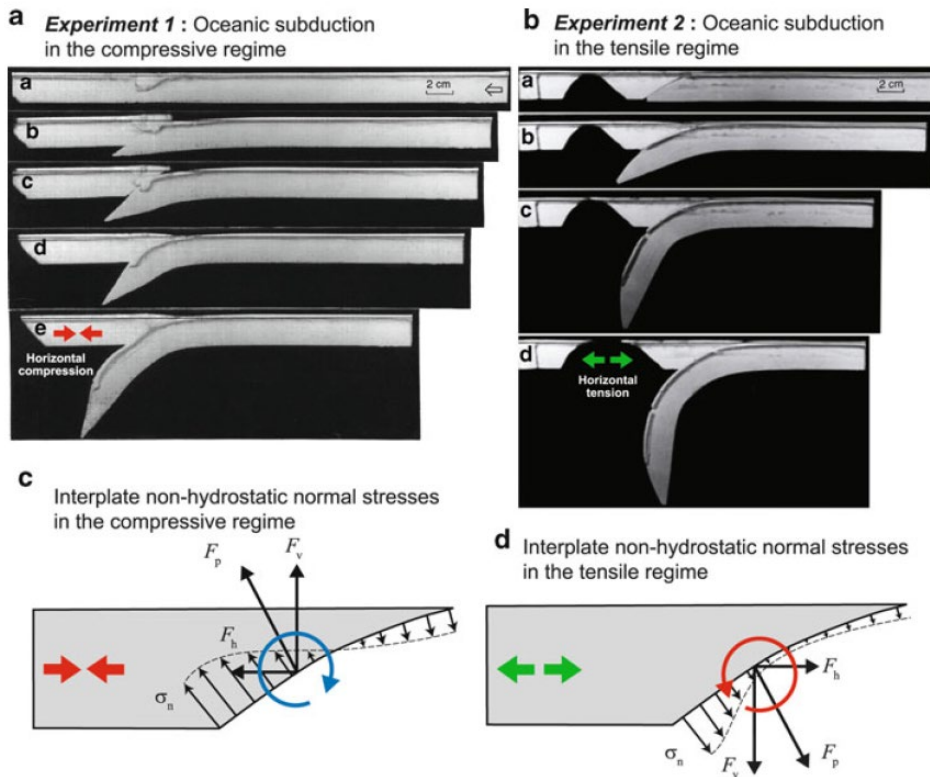 a Experiment 1 : Oceanic subduction
in the compressive regime
a
2 cm
b
c
d
e
Horizontal
compression
b Experiment 2 : Oceanic subduction
in the tensile regime
a
2 cm
b
c
d
Horizontal
tension
c
Interplate non-hydrostatic normal stresses
in the compressive regime
Fp
Fv
Fh
σn
d Interplate non-hydrostatic normal stresses
in the tensile regime
Fh
σn
Fv
Fp